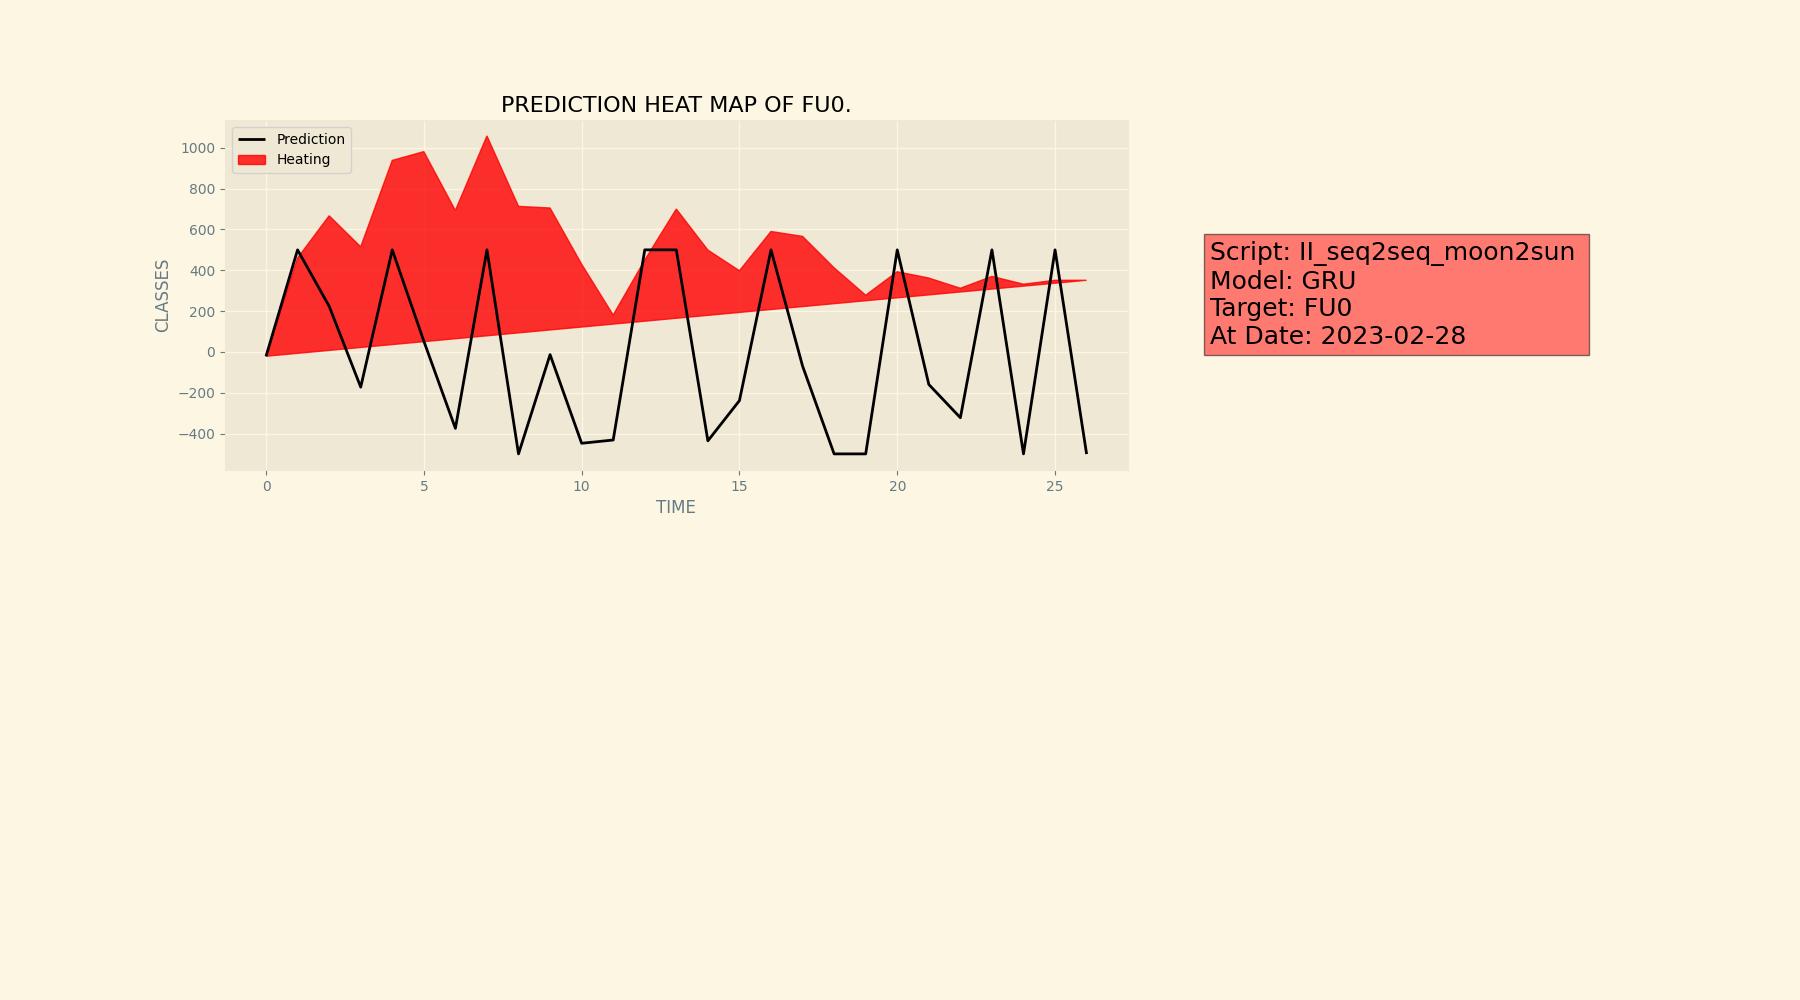 PREDICTION HEAT MAP OF FU0.
Prediction
Heating
1000
800
600
400
200
0
−200
−400
CLASSES
0 5 10 15 20 25
TIME
Script: II_seq2seq_moon2sun
Model: GRU
Target: FU0
At Date: 2023-02-28